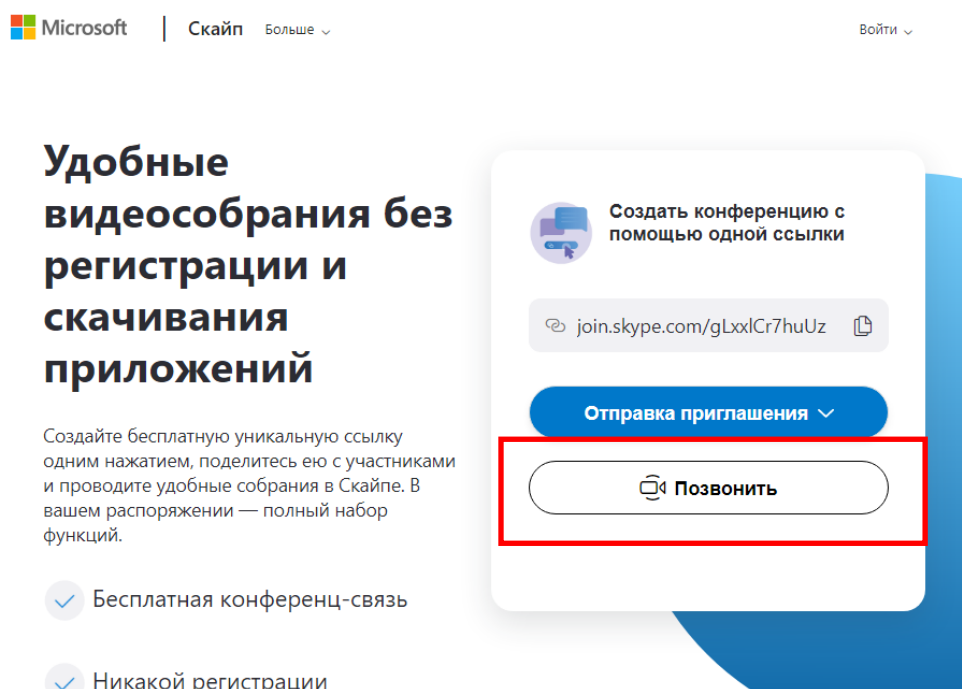 Microsoft | Скайп Больше Войти
Удобные
видеособрания без
регистрации и
скачивания
приложений
Создайте бесплатную уникальную ссылку
одним нажатием, поделитесь ею с участниками
и проводите удобные собрания в Скайпе. В
вашем распоряжении — полный набор
функций.
Бесплатная конференц-связь
Никакой регистрации
Создать конференцию с
помощью одной ссылки
join.skype.com/gLxxlCr7huUz
Отправка приглашения
Позвонить